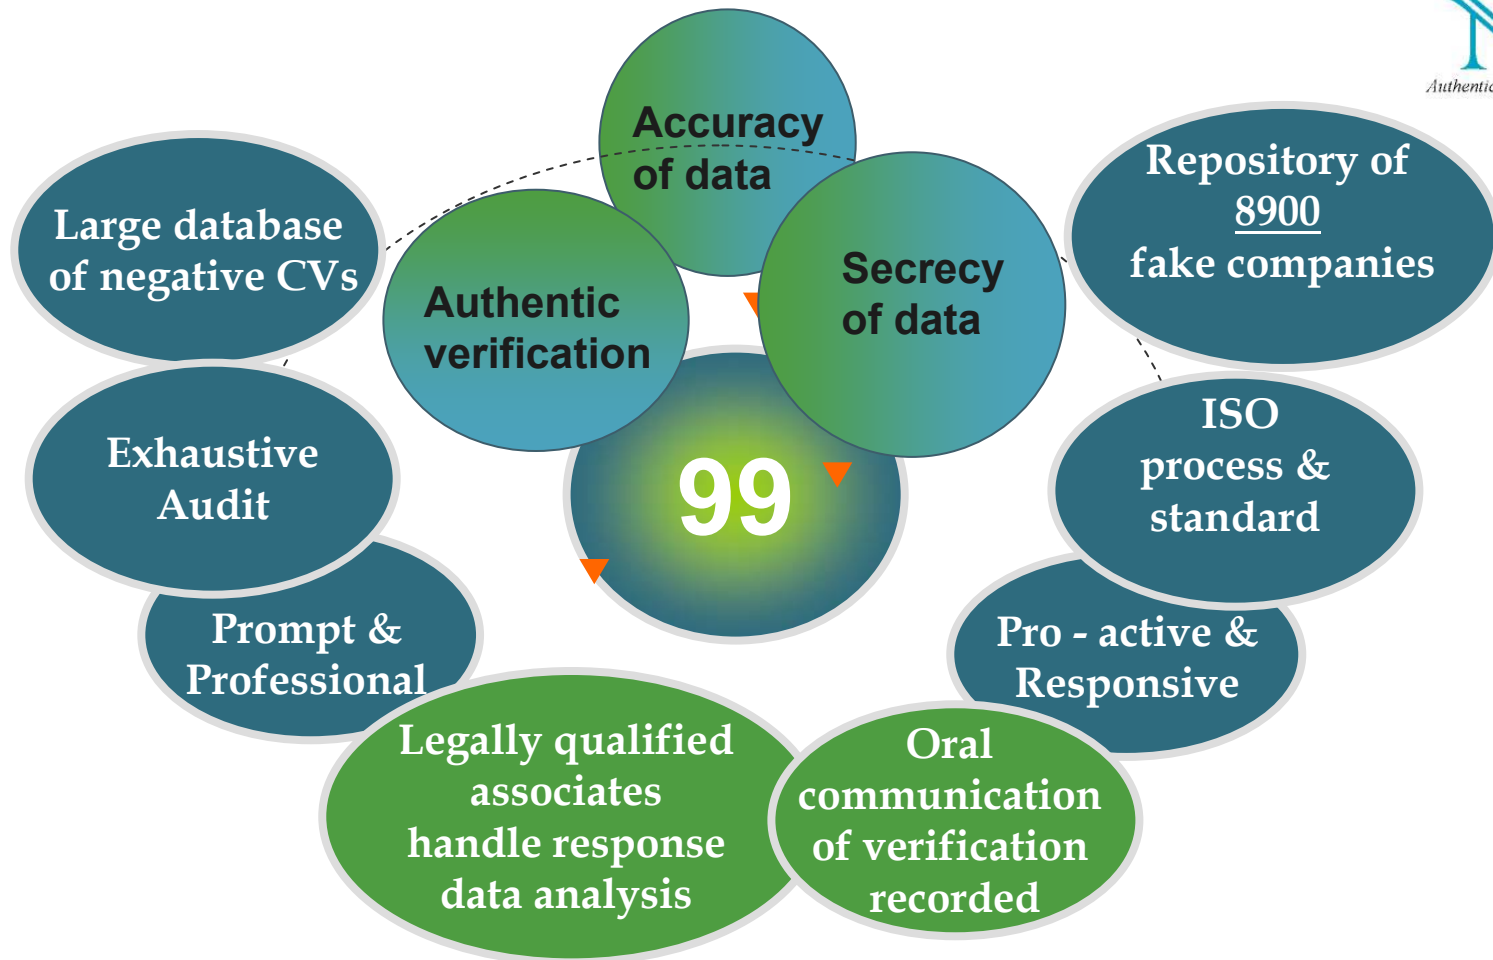 Authentic
Accuracy
of data
Repository of
8900
fake companies
Large database
of negative CVs
Secrecy
of data
Authentic
verification
ISO
process &
standard
Exhaustive
Audit
99
Prompt &
Professional
Pro - active &
Responsive
Legally qualified
associates
handle response
data analysis
Oral
communication
of verification
recorded